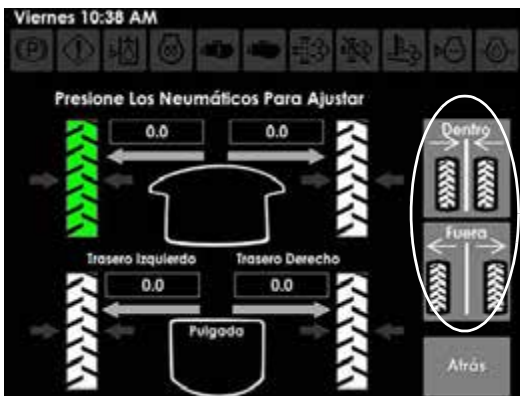 Viernes 10:38 AM
Presione Los Neumáticos Para Ajustar
0.0 0.0
Dentro
Fuera
Trasero Izquierdo Trasero Derecho
0.0 0.0
Pulgada
Atrás